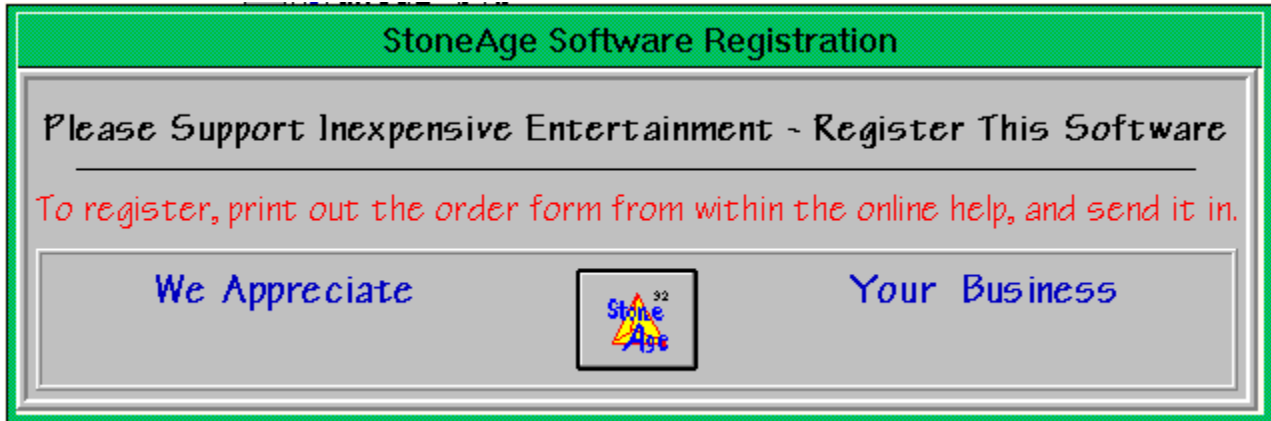 StoneAge Software Registration
Please Support Inexpensive Entertainment - Register This Software
To register, print out the order form from within the online help, and send it in.
We Appreciate
92
Stone
Age
Your Business